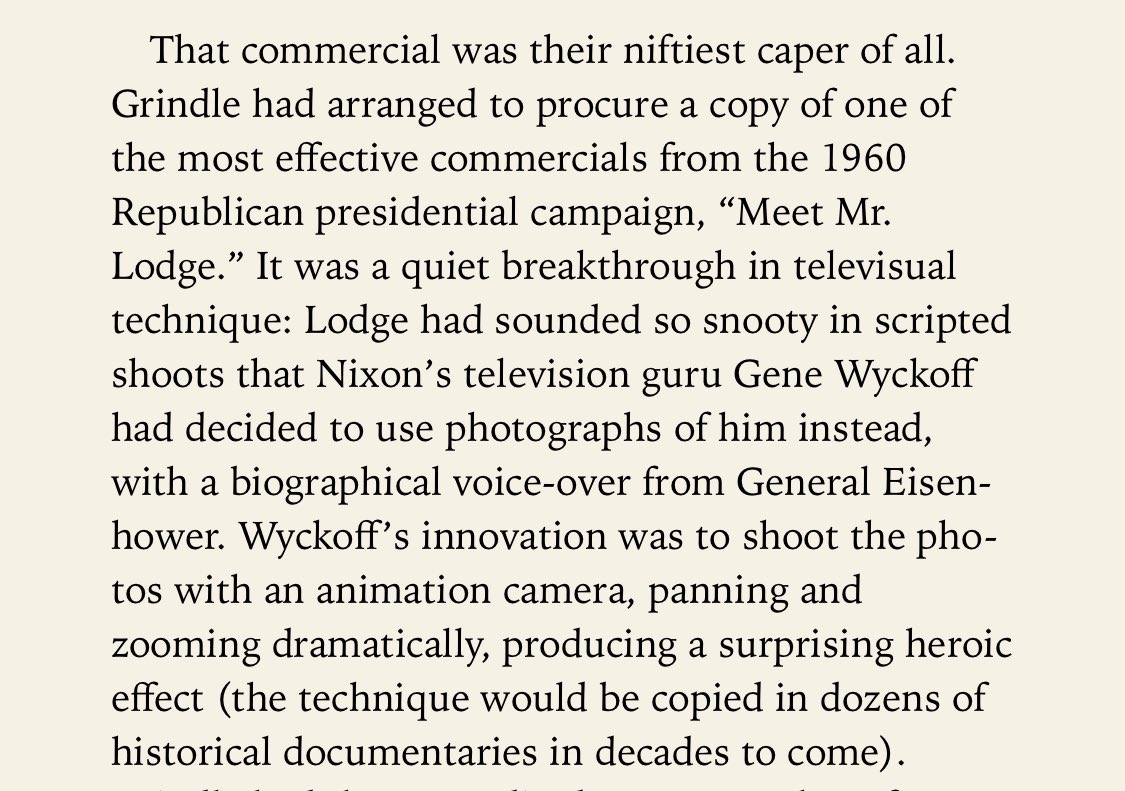 That commercial was their niftiest caper of all.
Grindle had arranged to procure a copy of one of
the most effective commercials from the 1960
Republican presidential campaign, “Meet Mr.
Lodge.” It was a quiet breakthrough in televisual
technique: Lodge had sounded so snooty in scripted
shoots that Nixon’s television guru Gene Wyckoff
had decided to use photographs of him instead,
with a biographical voice-over from General Eisen-
hower. Wyckoff’s innovation was to shoot the pho-
tos with an animation camera, panning and
zooming dramatically, producing a surprising heroic
effect (the technique would be copied in dozens of
historical documentaries in decades to come).